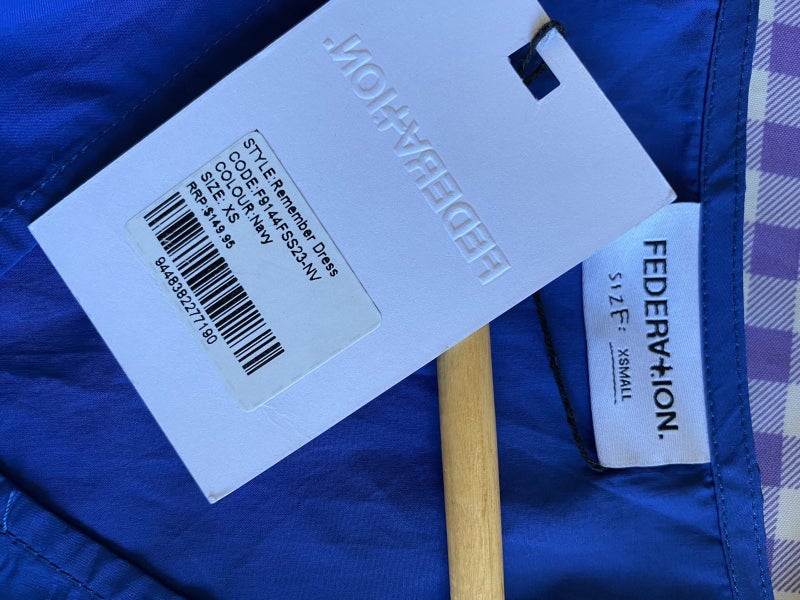 FEDERATION.
STYLE:Remember Dress
CODE:F9144FSS23-NV
COLOUR:Navy
SIZE: XS
RRP:$149.95
9448382277190
FEDERATION.
SIZE: XSMALL